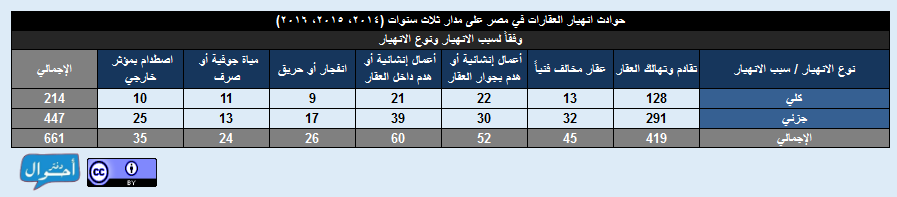 حوادث انهيار العقارات في مصر على مدار ثلاث سنوات (٢٠١٤، ٢٠١٥، ٢٠١٦)
وفقاً لسبب الانهيار ونوع الانهيار
نوع الانهيار / سبب الانهيار تقادم وتهالك العقار عقار مخالف فنياً أعمال إنشائية أو هدم بجوار العقار أعمال إنشائية أو هدم داخل العقار انفجار أو حريق مياة جوفية أو صرف اصطدام بمؤثر خارجي الإجمالي
كلي 128 13 22 21 9 11 10 214
جزئي 291 32 30 39 17 13 25 447
الإجمالي 419 45 52 60 26 24 35 661
دفتر أحوال
cc BY